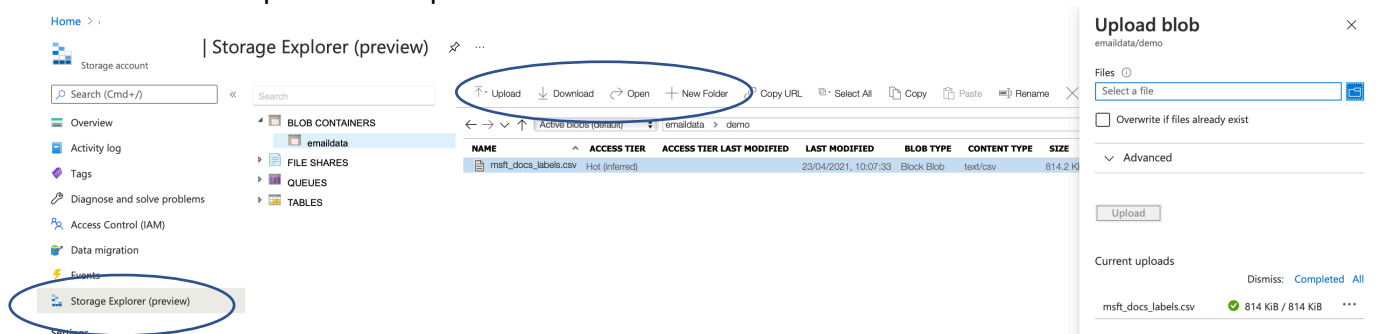 Home >
| Storage Explorer (preview) ...
Storage account
Search (Cmd+/) «
Overview
Activity log
Tags
Diagnose and solve problems
Access Control (IAM)
Data migration
Events
Storage Explorer (preview)
Settings
Search
BLOB CONTAINERS
emaildata
FILE SHARES
QUEUES
TABLES
Upload Download Open New Folder Copy URL Select All Copy Paste Rename
Active blobs (default) emaildata > demo
NAME ACCESS TIER ACCESS TIER LAST MODIFIED LAST MODIFIED BLOB TYPE CONTENT TYPE SIZE
msft_docs_labels.csv Hot (inferred) 23/04/2021, 10:07:33 Block Blob text/csv 814.2
Upload blob
emaildata/demo
Files
Select a file
Overwrite if files already exist
Advanced
Upload
Current uploads
Dismiss: Completed All
msft_docs_labels.csv 814 KiB / 814 KiB ...